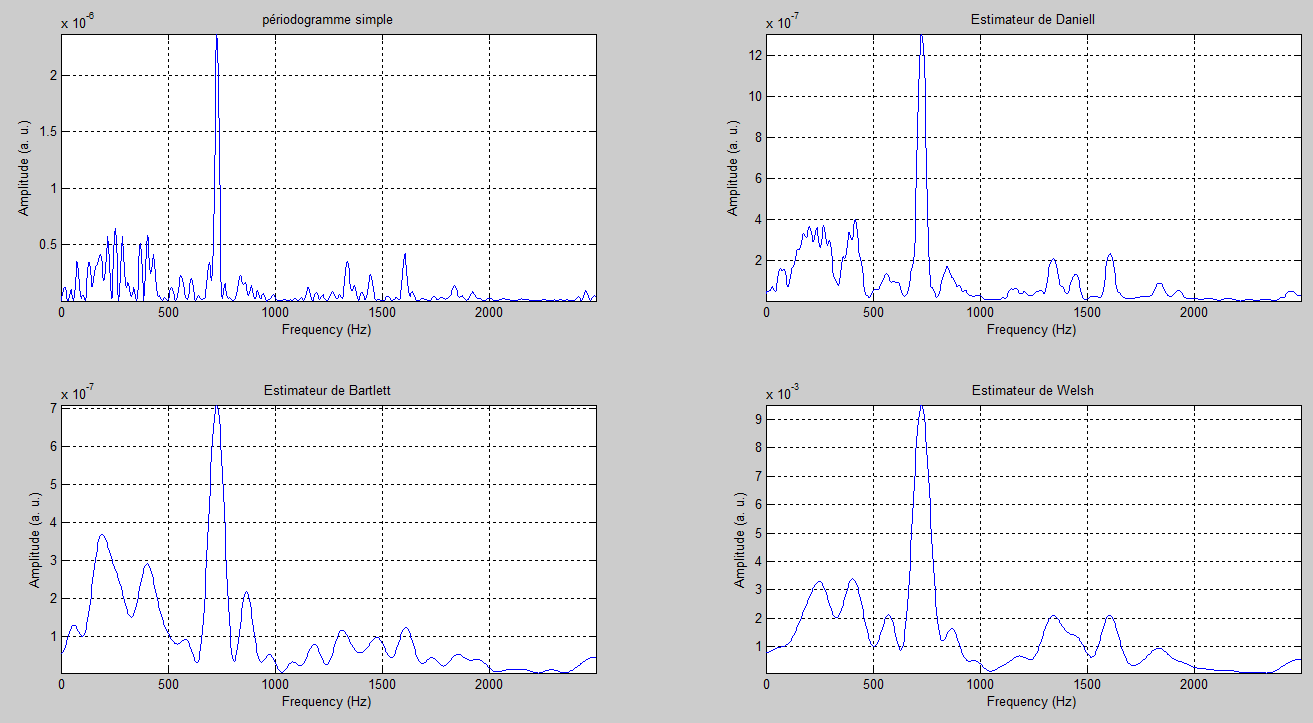 périodogramme simple
x 10-6
2
1.5
1
0.5
0 500 1000 1500 2000
Frequency (Hz)
Amplitude (a. u.)
Estimateur de Daniell
x 10-7
12
10
8
6
4
2
0 500 1000 1500 2000
Frequency (Hz)
Amplitude (a. u.)
Estimateur de Bartlett
x 10-7
7
6
5
4
3
2
1
0 500 1000 1500 2000
Frequency (Hz)
Amplitude (a. u.)
Estimateur de Welsh
x 10-3
9
8
7
6
5
4
3
2
1
0 500 1000 1500 2000
Frequency (Hz)
Amplitude (a. u.)